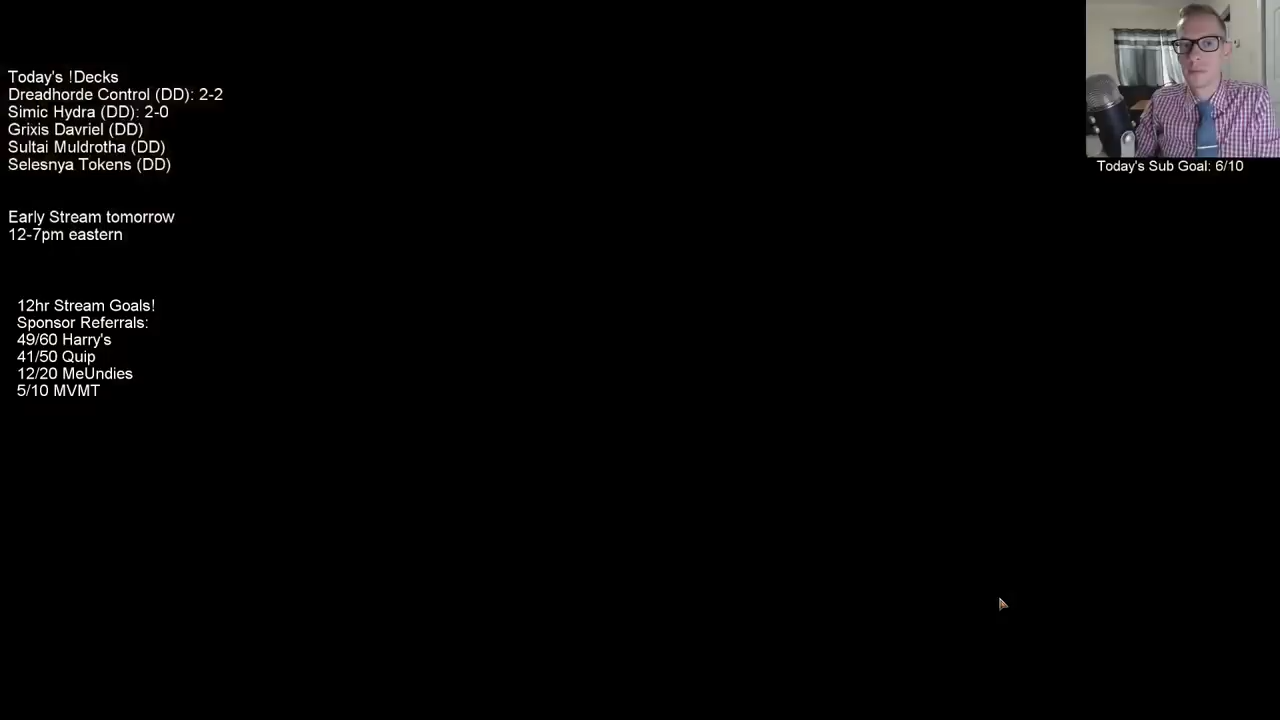 Today's !Decks
Dreadhorde Control (DD): 2-2
Simic Hydra (DD): 2-0
Grixis Davriel (DD)
Sultai Muldrotha (DD)
Selesnya Tokens (DD)
Today's Sub Goal: 6/10
Early Stream tomorrow
12-7pm eastern
12hr Stream Goals!
Sponsor Referrals:
49/60 Harry's
41/50 Quip
12/20 MeUndies
5/10 MVMT